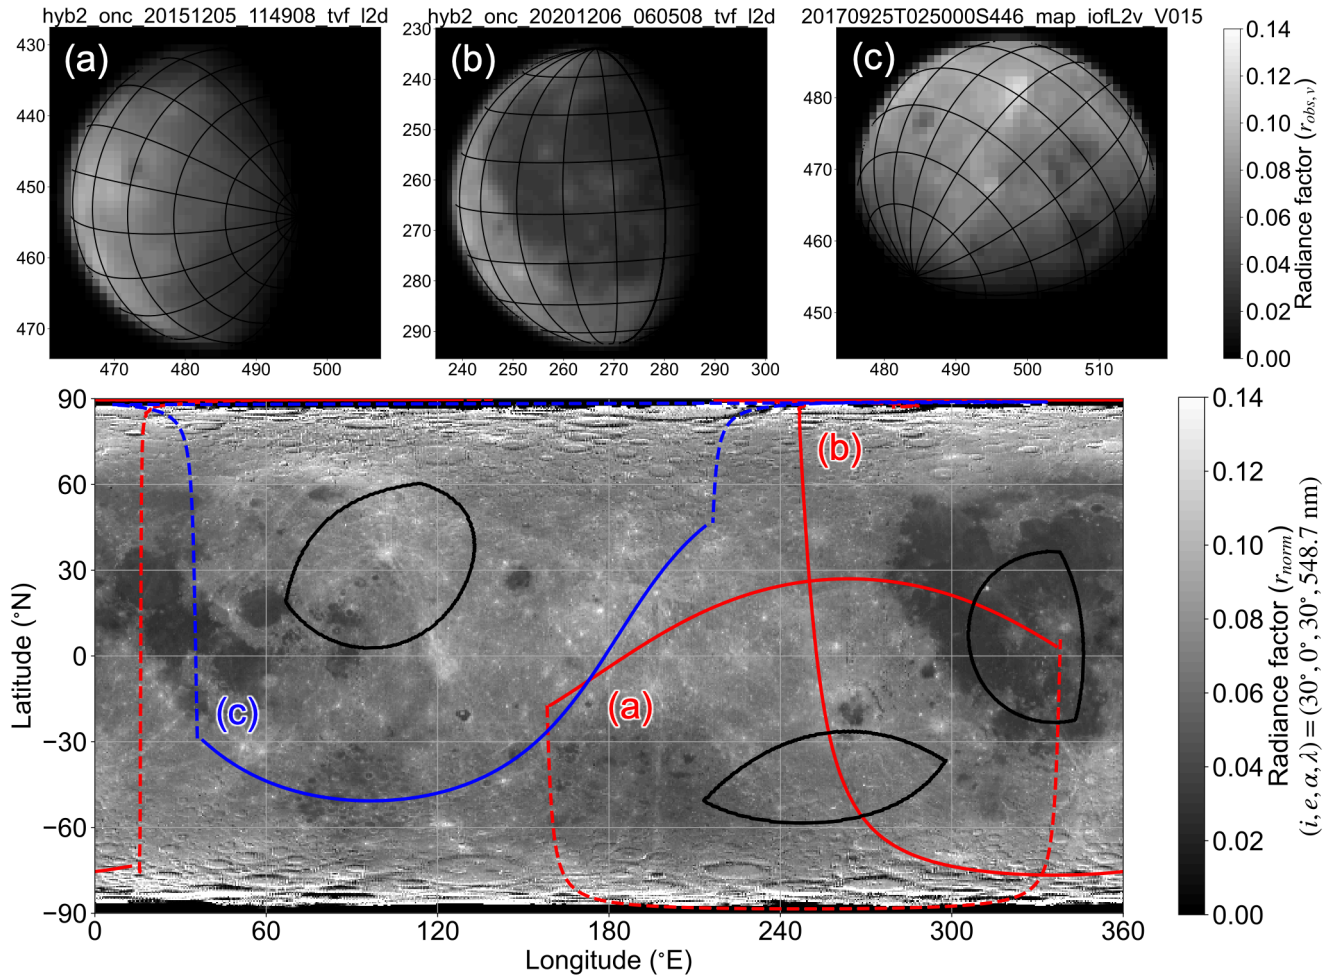 hyb2_onc_20151205_114908_tvf_l2d
hyb2_onc_20201206_060508_tvf_l2d
20170925T025000S446_map_iofL2v_V015
(a)
(b)
(c)
430
440
450
460
470
470 480 490 500
230
240
250
260
270
280
290
240 250 260 270 280 290 300
480
470
460
450
480 490 500 510
0.14
0.12
0.10
0.08
0.06
0.04
0.02
0.00
Radiance factor (r_obs,v)
90
60
30
0
−30
−60
−90
Latitude (°N)
(b)
(a)
(c)
0 60 120 180 240 300 360
Longitude (°E)
0.14
0.12
0.10
0.08
0.06
0.04
0.02
0.00
Radiance factor (r_norm)
(i, e, α, λ) = (30°, 0°, 30°, 548.7 nm)